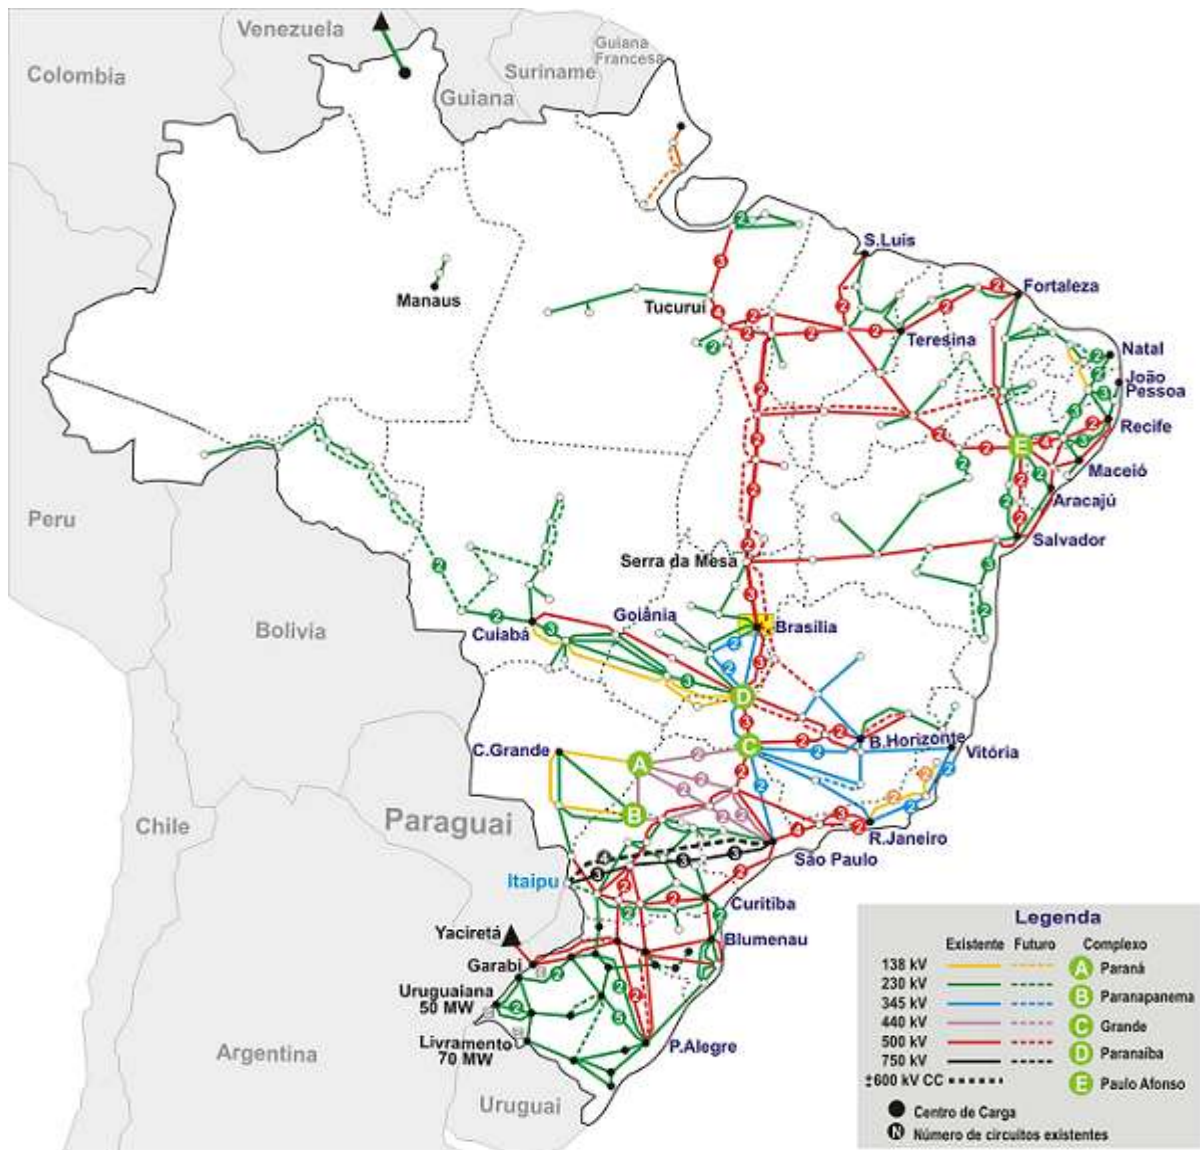 Venezuela
Guiana
Francesa
Colombia
Suriname
Guiana
S.Luis
Manaus
Tucuruí
Fortaleza
Teresina
Natal
João
Pessoa
Recife
E
Maceió
Aracajú
Peru
Salvador
Serra da Mesa
Goiânia
Brasília
Bolivia
Cuiabá
D
B.Horizonte
C.Grande
C
Vitória
A
B
Paraguai
Chile
R.Janeiro
São Paulo
Itaipu
Curitiba
Yaciretá
Blumenau
Garabi
Uruguaiana
50 MW
Livramento
70 MW
P.Alegre
Argentina
Uruguai
Legenda
Existente Futuro Complexo
138 kV A Paraná
230 kV
345 kV B Paranapanema
440 kV C Grande
500 kV D Paranaíba
750 kV
±600 kV CC E Paulo Afonso
Centro de Carga
N Número de circuitos existentes